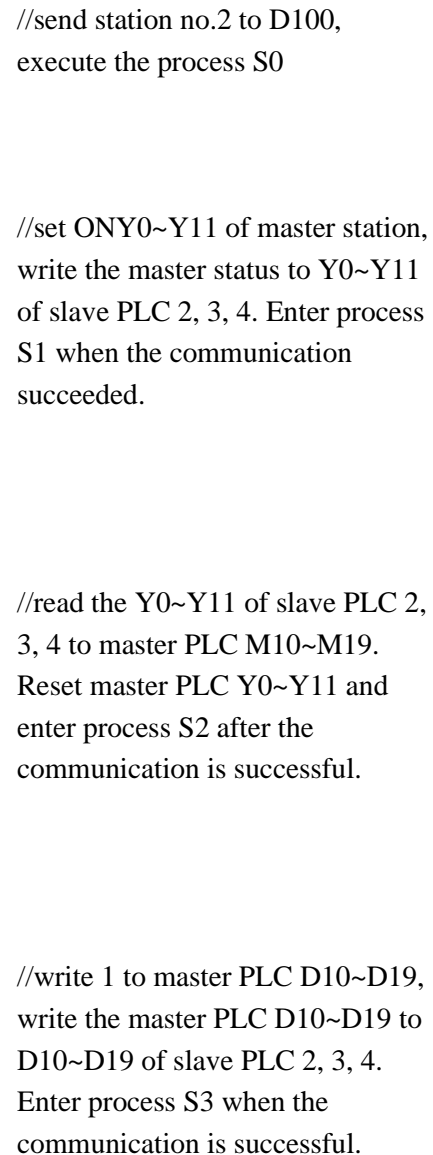 //send station no.2 to D100,
execute the process S0
//set ONY0~Y11 of master station,
write the master status to Y0~Y11
of slave PLC 2, 3, 4. Enter process
S1 when the communication
succeeded.
//read the Y0~Y11 of slave PLC 2,
3, 4 to master PLC M10~M19.
Reset master PLC Y0~Y11 and
enter process S2 after the
communication is successful.
//write 1 to master PLC D10~D19,
write the master PLC D10~D19 to
D10~D19 of slave PLC 2, 3, 4.
Enter process S3 when the
communication is successful.